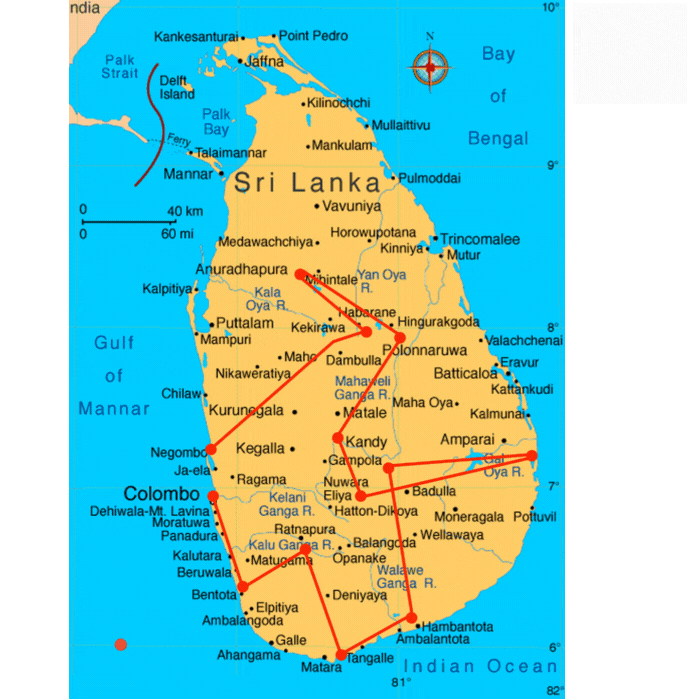 ndia
10°
Kankesanturai
Point Pedro
N
Palk
Strait
Jaffna
Bay
of
Bengal
Delft
Island
Kilinochchi
Palk
Bay
Mullaittivu
Ferry
Mankulam
Talaimannar
9°
Mannar
Sri Lanka
Pulmoddai
0
40 km
0
60 mi
Vavuniya
Medawachchiya
Horowupotana
Trincomalee
Kinniya
Mutur
Anuradhapura
Mihintale
Yan Oya
R.
Kalpitiya
Kala
Oya R.
Habarane
Puttalam
Kekirawa
Hingurakgoda
8°
Mampuri
Gulf
of
Mannar
Maho
Dambulla
Polonnaruwa
Valachchenai
Nikaweratiya
Eravur
Batticaloa
Kattankudi
Mahaweli
Ganga R.
Chilaw
Kurunegala
Matale
Maha Oya
Kalmunai
Negombo
Kegalla
Kandy
Amparai
Ja-ela
Gampola
Gal
Oya R.
Ragama
Nuwara
Eliya
Badulla
7°
Colombo
Kelani
Ganga R.
Dehiwala-Mt. Lavina
Hatton-Dikoya
Moneragala
Pottuvil
Moratuwa
Panadura
Ratnapura
Wellawaya
Kalu Ganga R.
Balangoda
Kalutara
Matugama
Opanake
Beruwala
Walawe
Ganga R.
Bentota
Deniyaya
Elpitiya
Ambalangoda
Hambantota
Galle
Ambalantota
Ahangama
Tangalle
6°
Matara
Indian Ocean
81°
82°